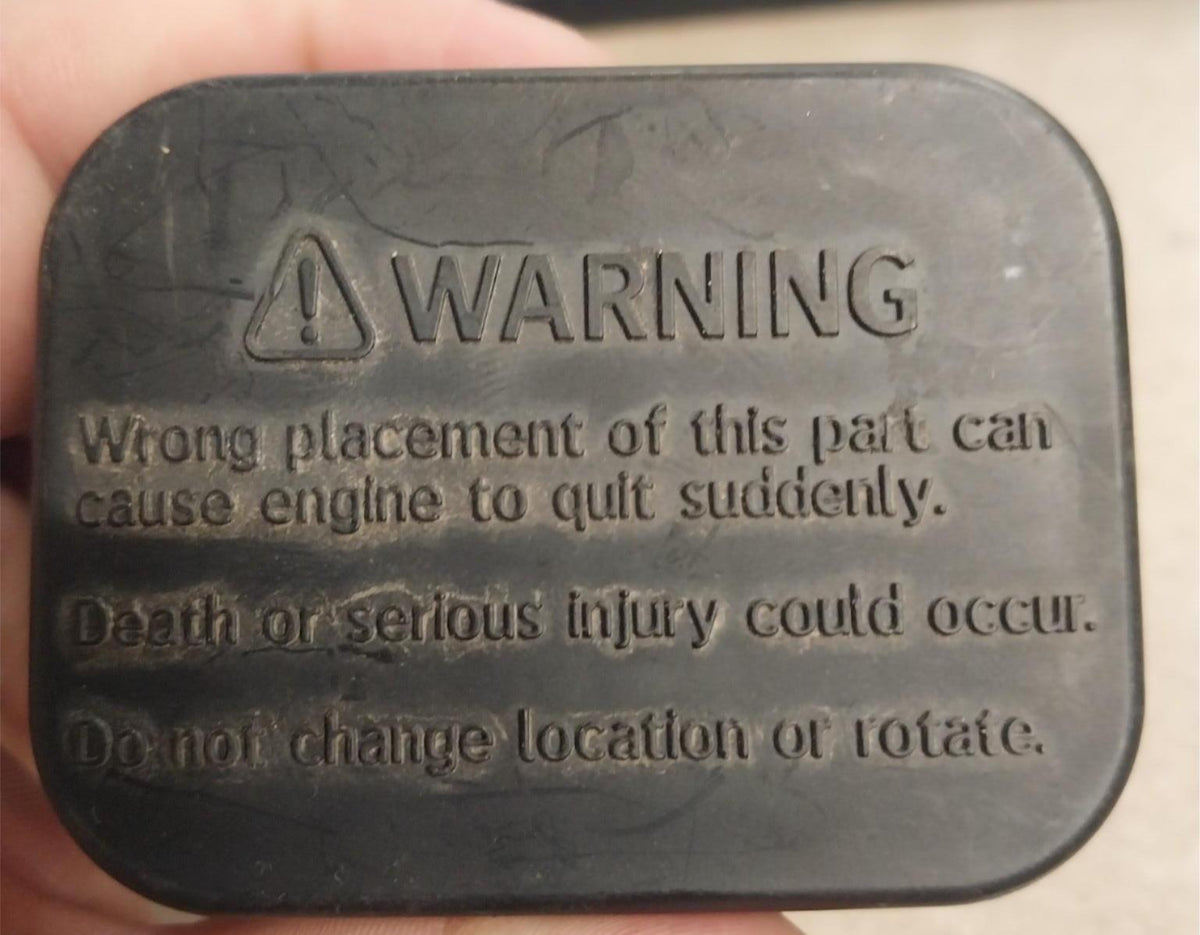 WARNING
Wrong placement of this part can
cause engine to quit suddenly.
Death or serious injury could occur.
Do not change location or rotate.